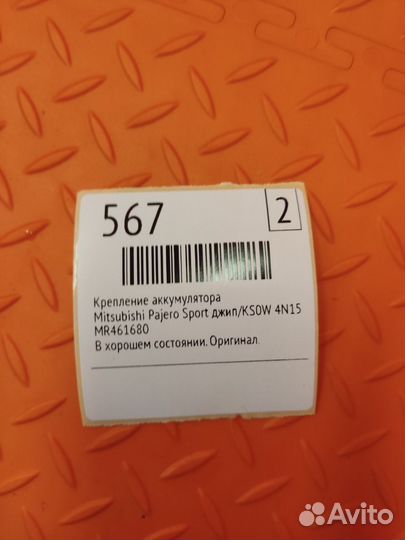 567
2
Крепление аккумулятора
Mitsubishi Pajero Sport джип/KS0W 4N15
MR461680
В хорошем состоянии. Оригинал.
Avito